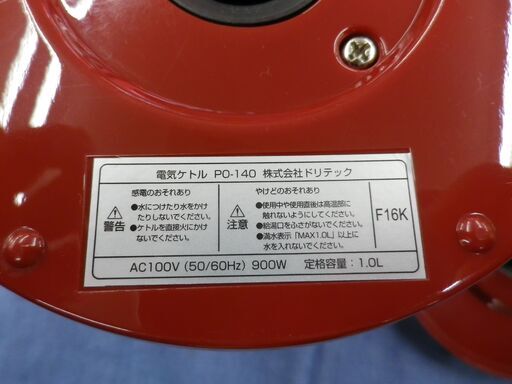 電気ケトル PO-140 株式会社ドリテック
感電のおそれあり
警告
●水につけたり水をかけ
たりしないでください。
●ケトルを直接火にかけ
ないでください。
やけどのおそれあり
注意
●使用中や使用直後は高温部に
触れないようにしてください。
●給湯口をふさがないでください。
●満水表示「MAX1.0L」以上に
水を入れないでください。
F16K
AC100V (50/60Hz) 900W 定格容量：1.0L